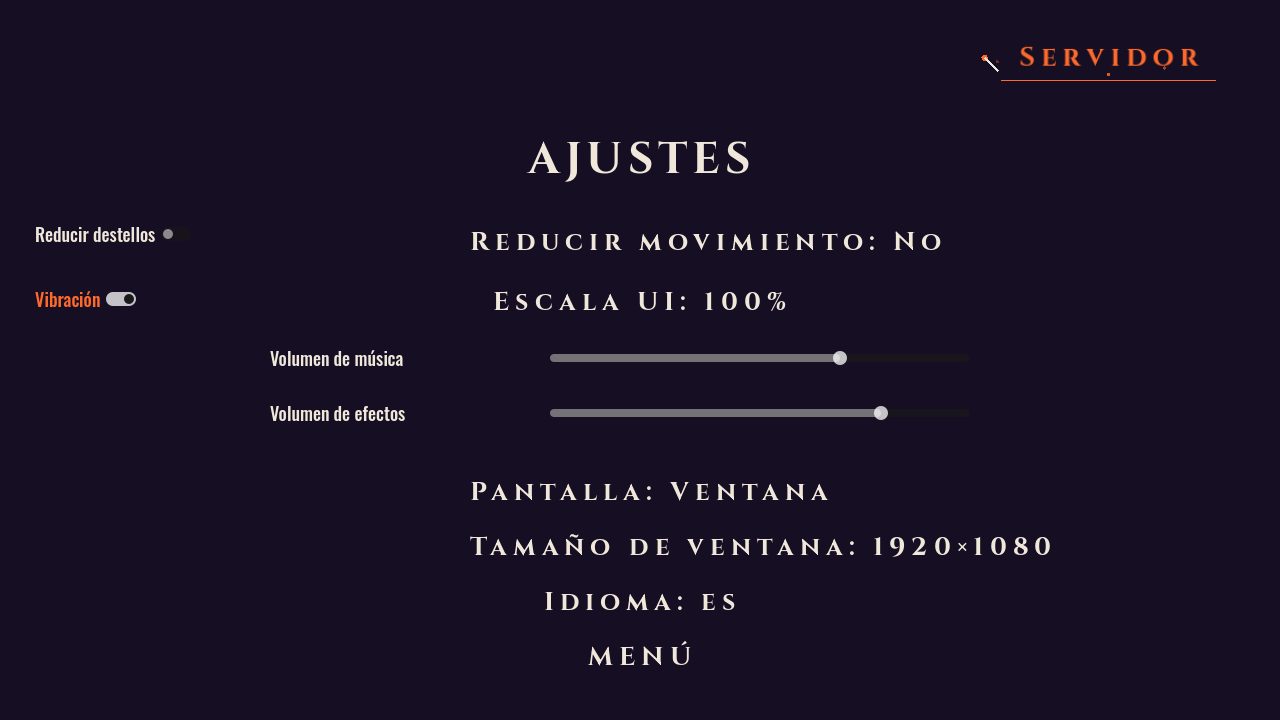 Servidor
AJUSTES
Reducir destellos
Reducir movimiento: No
Vibración
Escala UI: 100%
Volumen de música
Volumen de efectos
Pantalla: Ventana
Tamaño de ventana: 1920×1080
Idioma: es
MENÚ